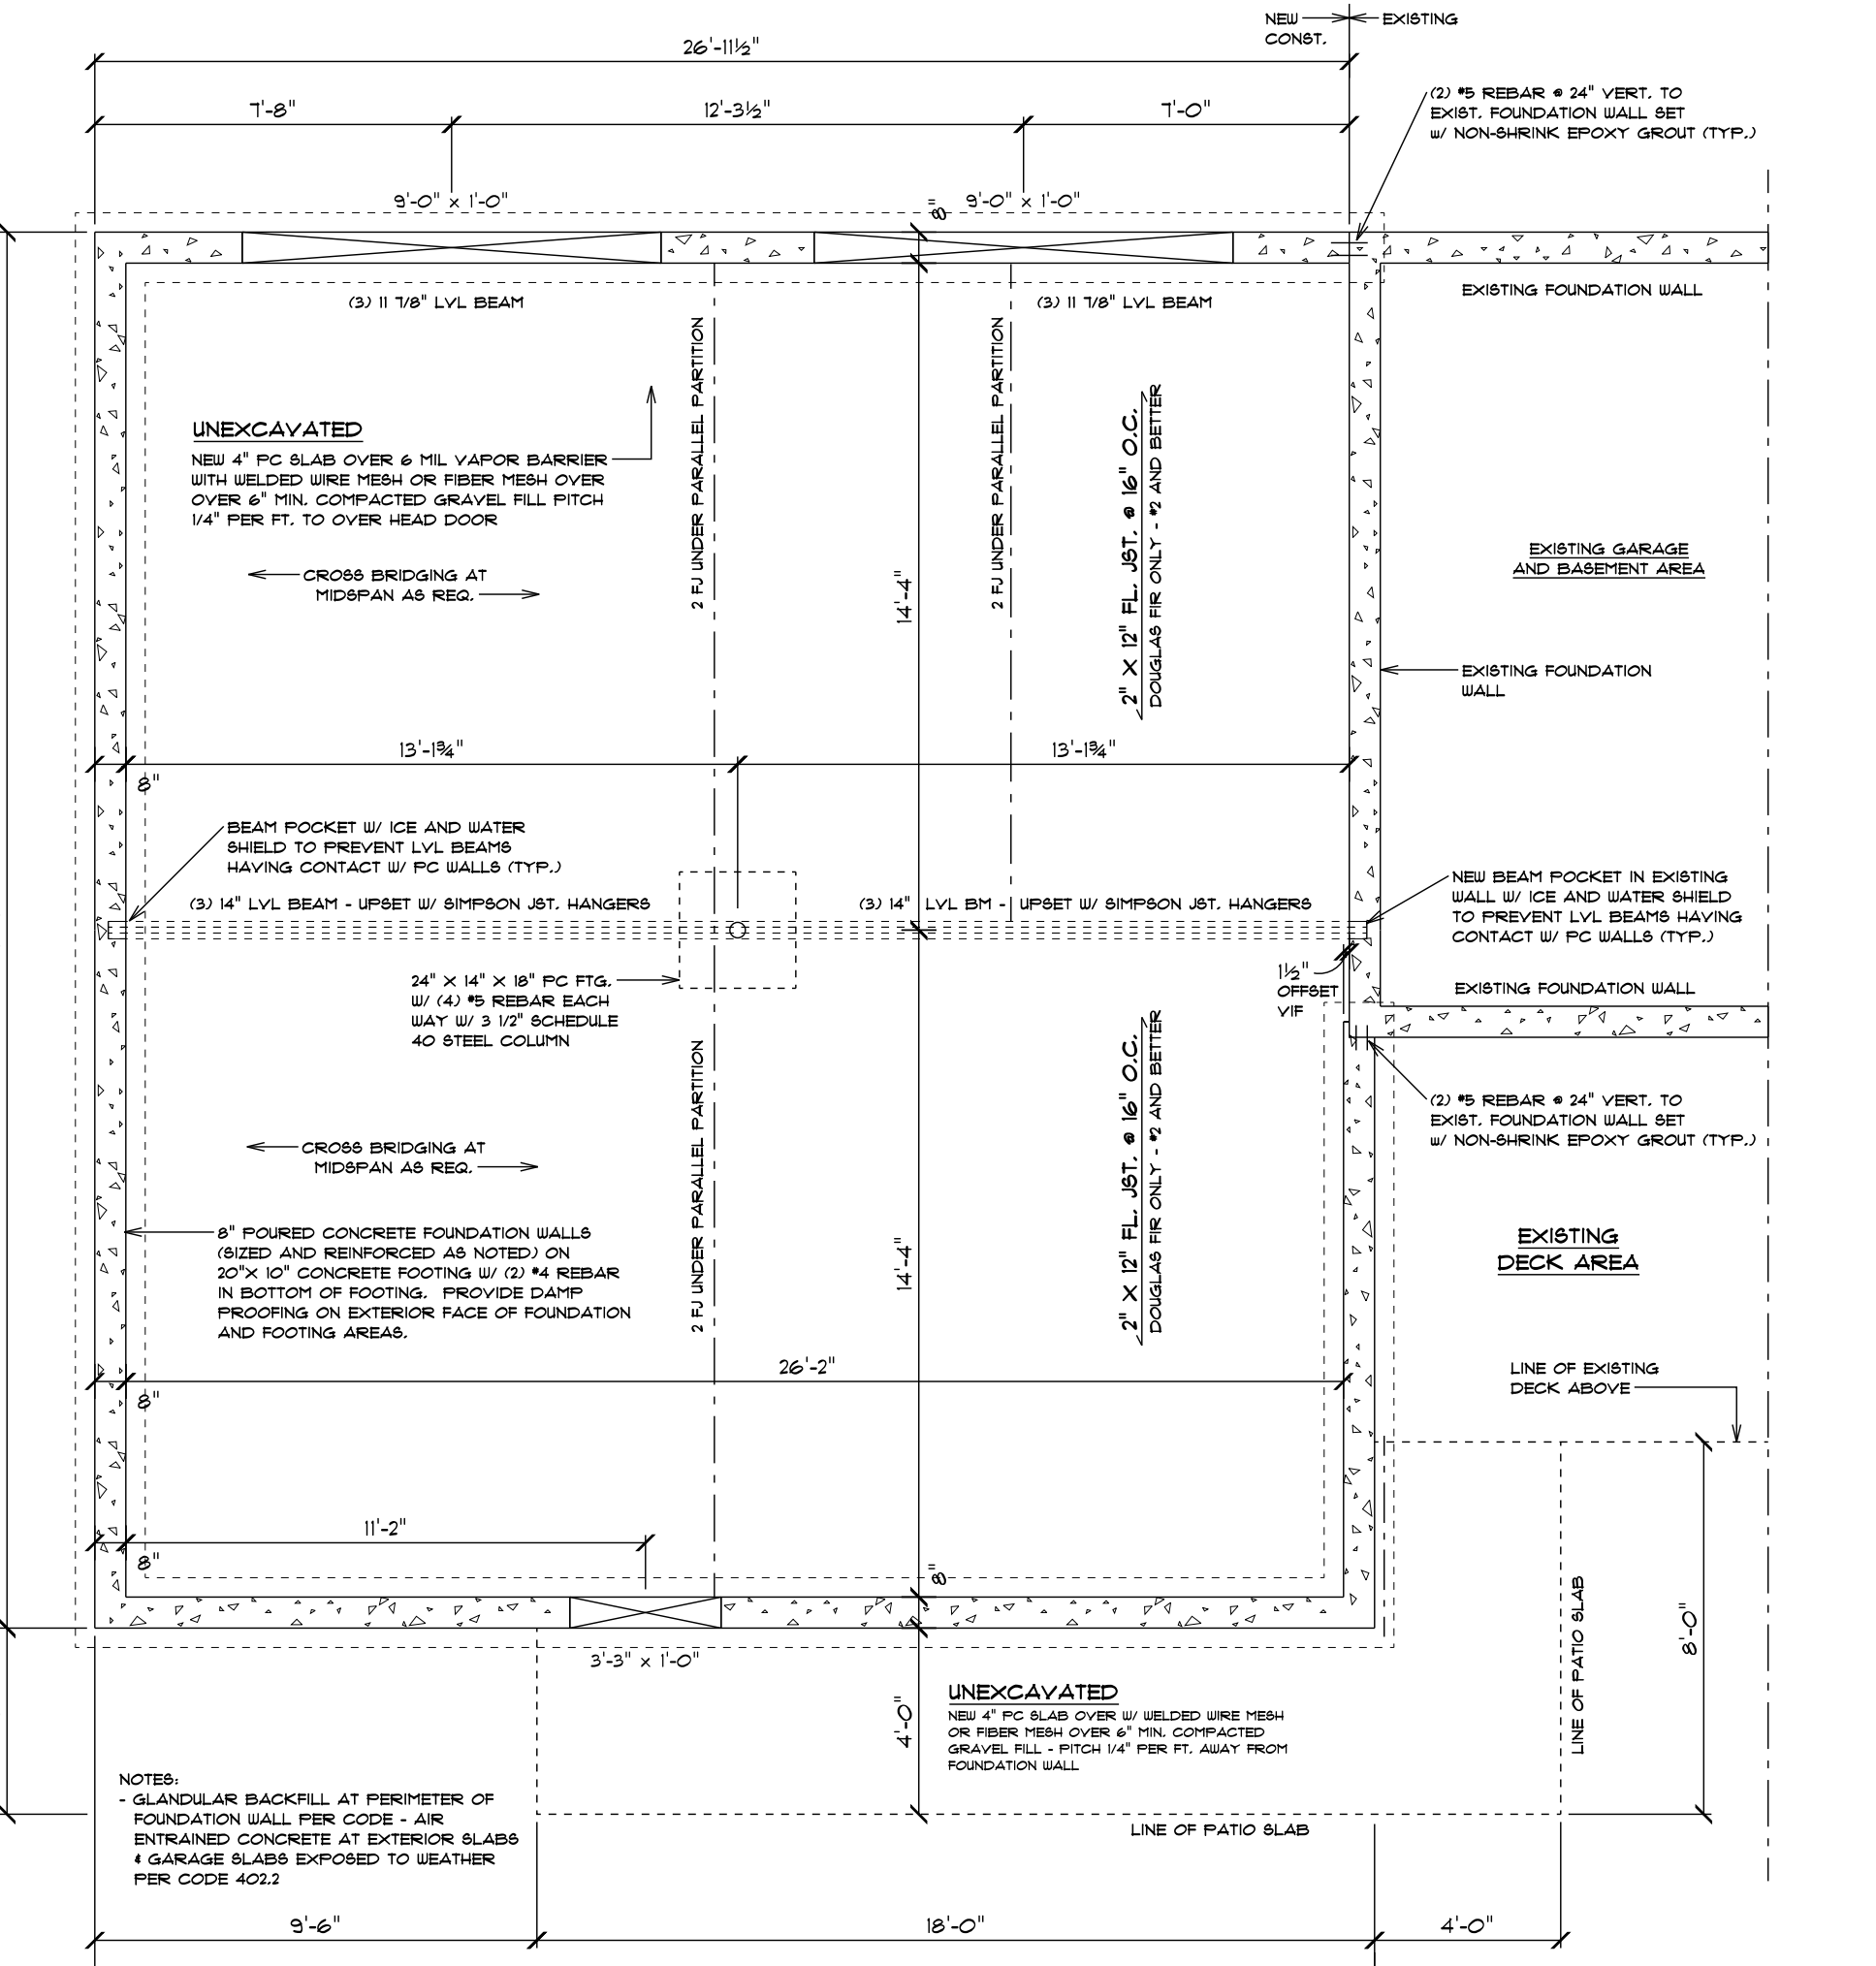 NEW CONST.
EXISTING
26'-11½"
7'-8"
12'-3½"
7'-0"
(2) #5 REBAR @ 24" VERT. TO
EXIST. FOUNDATION WALL SET
W/ NON-SHRINK EPOXY GROUT (TYP.)
9'-0" x 1'-0"
8"
9'-0" x 1'-0"
(3) 11 7/8" LVL BEAM
(3) 11 7/8" LVL BEAM
EXISTING FOUNDATION WALL
2 FJ UNDER PARALLEL PARTITION
2 FJ UNDER PARALLEL PARTITION
2" X 12" FL. JST. @ 16" O.C.
DOUGLAS FIR ONLY - #2 AND BETTER
UNEXCAVATED
NEW 4" PC SLAB OVER 6 MIL VAPOR BARRIER
WITH WELDED WIRE MESH OR FIBER MESH OVER
OVER 6" MIN. COMPACTED GRAVEL FILL PITCH
1/4" PER FT. TO OVER HEAD DOOR
EXISTING GARAGE
AND BASEMENT AREA
CROSS BRIDGING AT
MIDSPAN AS REQ.
14'-4"
EXISTING FOUNDATION
WALL
13'-1¾"
13'-1¾"
8"
BEAM POCKET W/ ICE AND WATER
SHIELD TO PREVENT LVL BEAMS
HAVING CONTACT W/ PC WALLS (TYP.)
(3) 14" LVL BEAM - UPSET W/ SIMPSON JST. HANGERS
(3) 14" LVL BM - UPSET W/ SIMPSON JST. HANGERS
NEW BEAM POCKET IN EXISTING
WALL W/ ICE AND WATER SHIELD
TO PREVENT LVL BEAMS HAVING
CONTACT W/ PC WALLS (TYP.)
24" X 14" X 18" PC FTG.
W/ (4) #5 REBAR EACH
WAY W/ 3 1/2" SCHEDULE
40 STEEL COLUMN
1½"
OFFSET
VIF
EXISTING FOUNDATION WALL
2 FJ UNDER PARALLEL PARTITION
2" X 12" FL. JST. @ 16" O.C.
DOUGLAS FIR ONLY - #2 AND BETTER
(2) #5 REBAR @ 24" VERT. TO
EXIST. FOUNDATION WALL SET
W/ NON-SHRINK EPOXY GROUT (TYP.)
CROSS BRIDGING AT
MIDSPAN AS REQ.
8" POURED CONCRETE FOUNDATION WALLS
(SIZED AND REINFORCED AS NOTED) ON
20"X 10" CONCRETE FOOTING W/ (2) #4 REBAR
IN BOTTOM OF FOOTING. PROVIDE DAMP
PROOFING ON EXTERIOR FACE OF FOUNDATION
AND FOOTING AREAS.
14'-4"
EXISTING
DECK AREA
26'-2"
8"
LINE OF EXISTING
DECK ABOVE
11'-2"
8"
8"
3'-3" x 1'-0"
LINE OF PATIO SLAB
8'-0"
4'-0"
UNEXCAVATED
NEW 4" PC SLAB OVER W/ WELDED WIRE MESH
OR FIBER MESH OVER 6" MIN. COMPACTED
GRAVEL FILL - PITCH 1/4" PER FT. AWAY FROM
FOUNDATION WALL
NOTES:
- GLANDULAR BACKFILL AT PERIMETER OF
FOUNDATION WALL PER CODE - AIR
ENTRAINED CONCRETE AT EXTERIOR SLABS
& GARAGE SLABS EXPOSED TO WEATHER
PER CODE 402.2
LINE OF PATIO SLAB
9'-6"
18'-0"
4'-0"